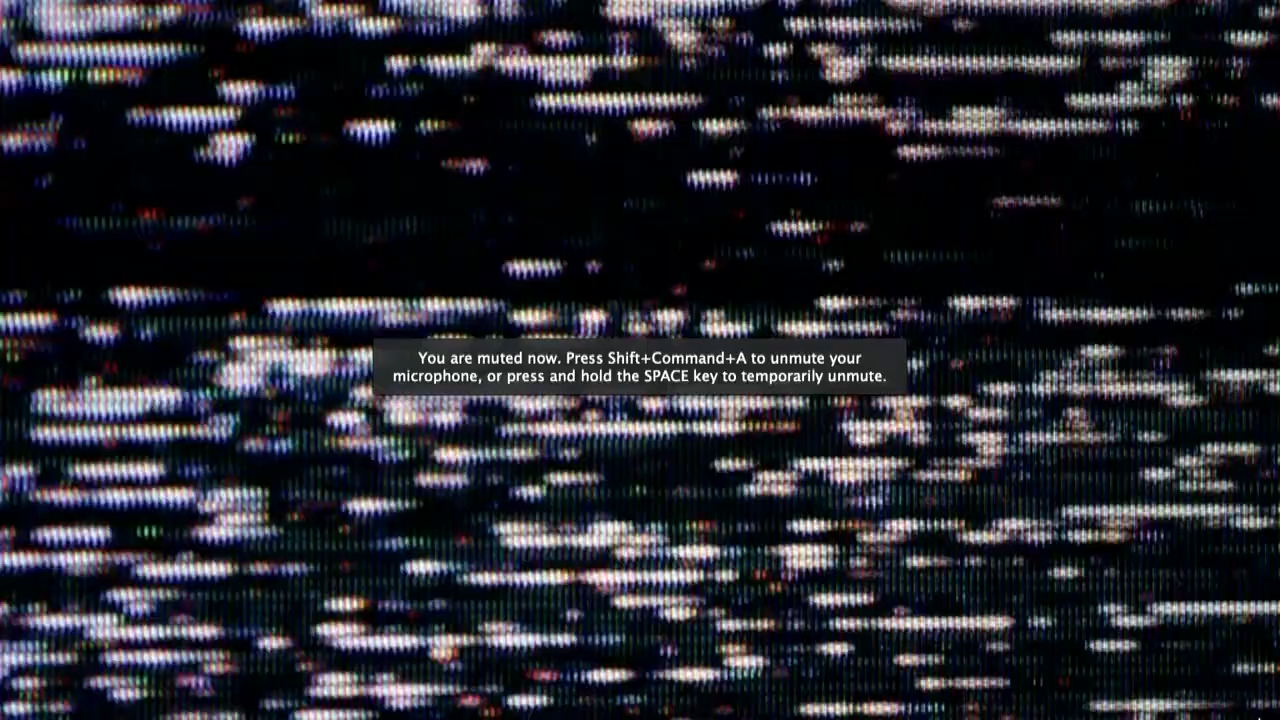 You are muted now. Press Shift+Command+A to unmute your
microphone, or press and hold the SPACE key to temporarily unmute.